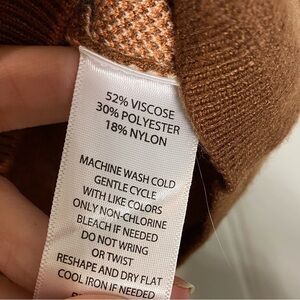 52% VISCOSE
30% POLYESTER
18% NYLON
MACHINE WASH COLD
GENTLE CYCLE
WITH LIKE COLORS
ONLY NON-CHLORINE
BLEACH IF NEEDED
DO NOT WRING
OR TWIST
RESHAPE AND DRY FLAT
COOL IRON IF NEEDED